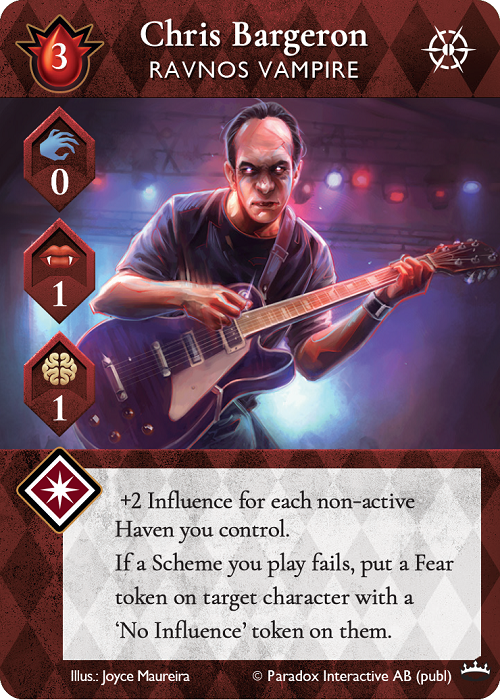 3
Chris Bargeron
RAVNOS VAMPIRE
0
1
1
+2 Influence for each non-active
Haven you control.
If a Scheme you play fails, put a Fear
token on target character with a
‘No Influence’ token on them.
Illus.: Joyce Maureira © Paradox Interactive AB (publ)